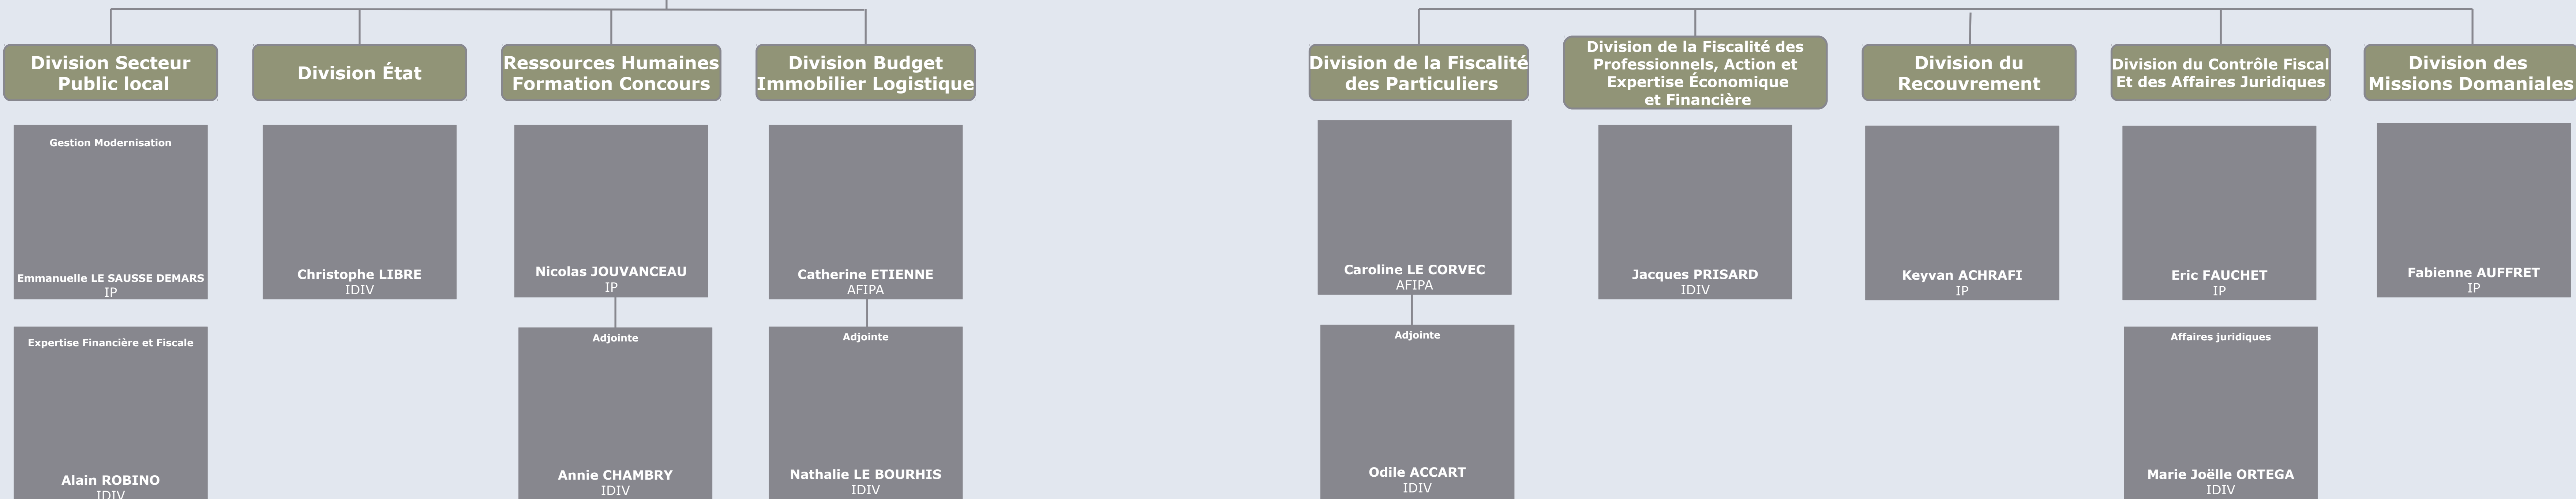 Division Secteur
Public local
Division État
Ressources Humaines
Formation Concours
Division Budget
Immobilier Logistique
Division de la Fiscalité
des Particuliers
Division de la Fiscalité des
Professionnels, Action et
Expertise Économique
et Financière
Division du
Recouvrement
Division du Contrôle Fiscal
Et des Affaires Juridiques
Division des
Missions Domaniales
Gestion Modernisation
Emmanuelle LE SAUSSE DEMARS
IP
Christophe LIBRE
IDIV
Nicolas JOUVANCEAU
IP
Catherine ETIENNE
AFIPA
Caroline LE CORVEC
AFIPA
Jacques PRISARD
IDIV
Keyvan ACHRAFI
IP
Eric FAUCHET
IP
Fabienne AUFFRET
IP
Expertise Financière et Fiscale
Alain ROBINO
IDIV
Adjointe
Annie CHAMBRY
IDIV
Adjointe
Nathalie LE BOURHIS
IDIV
Adjointe
Odile ACCART
IDIV
Affaires juridiques
Marie Joëlle ORTEGA
IDIV